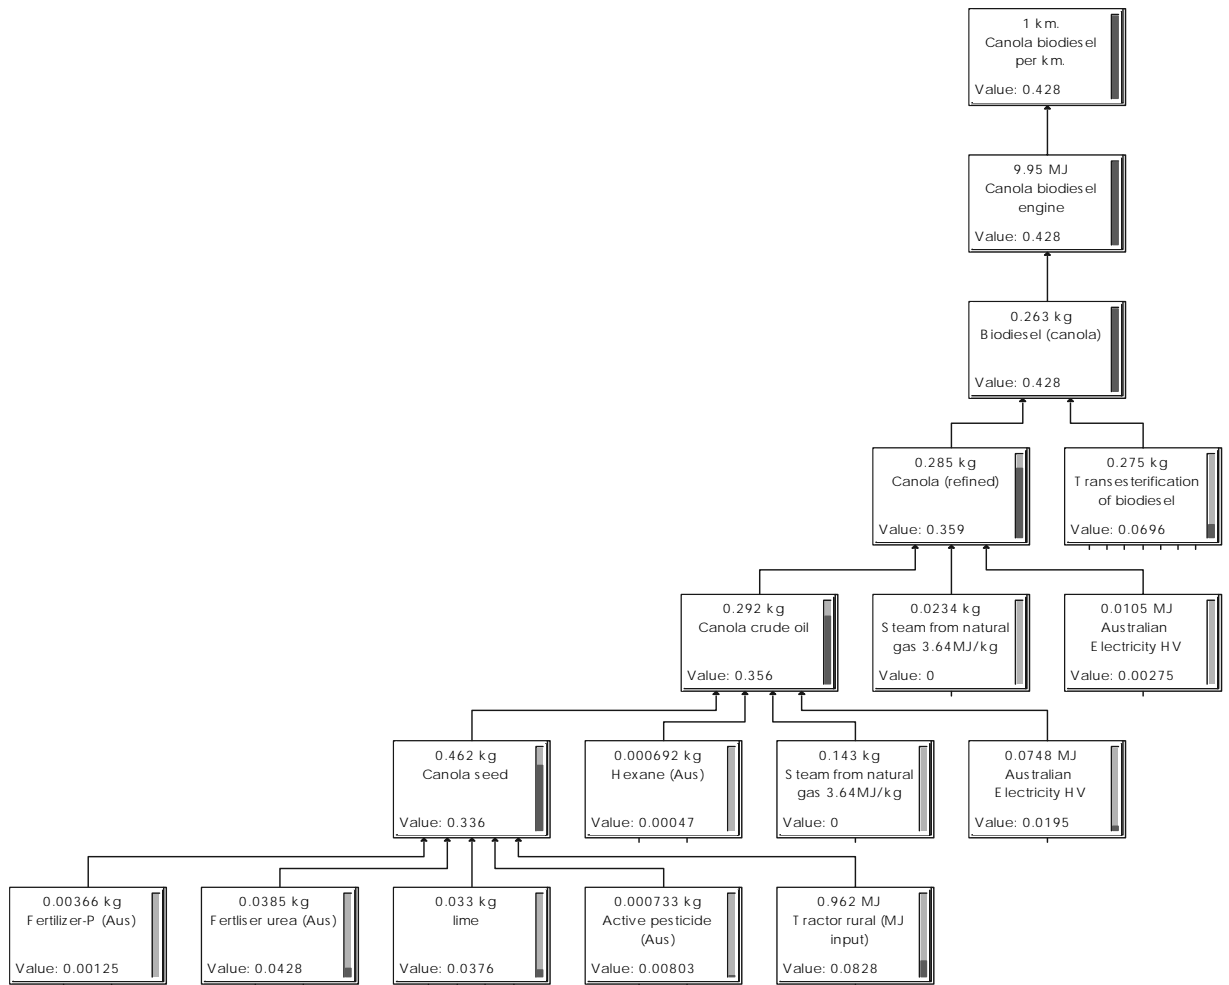 1 km.
Canola biodiesel
per km.
Value: 0.428
9.95 MJ
Canola biodiesel
engine
Value: 0.428
0.263 kg
Biodiesel (canola)
Value: 0.428
0.285 kg
Canola (refined)
Value: 0.359
0.275 kg
Transesterification
of biodiesel
Value: 0.0696
0.292 kg
Canola crude oil
Value: 0.356
0.0234 kg
Steam from natural
gas 3.64MJ/kg
Value: 0
0.0105 MJ
Australian
Electricity HV
Value: 0.00275
0.462 kg
Canola seed
Value: 0.336
0.000692 kg
Hexane (Aus)
Value: 0.00047
0.143 kg
Steam from natural
gas 3.64MJ/kg
Value: 0
0.0748 MJ
Australian
Electricity HV
Value: 0.0195
0.00366 kg
Fertilizer-P (Aus)
Value: 0.00125
0.0385 kg
Fertliser urea (Aus)
Value: 0.0428
0.033 kg
lime
Value: 0.0376
0.000733 kg
Active pesticide
(Aus)
Value: 0.00803
0.962 MJ
Tractor rural (MJ
input)
Value: 0.0828